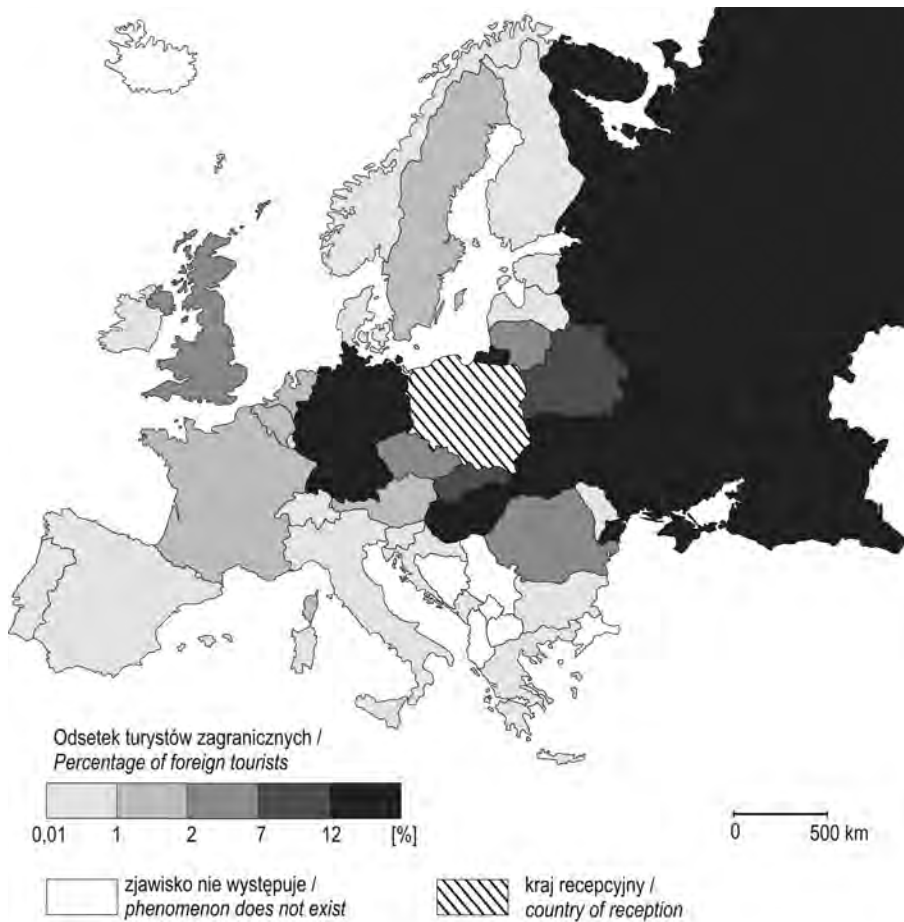 Odsetek turystów zagranicznych /
Percentage of foreign tourists
0,01 1 2 7 12 [%]
0 500 km
zjawisko nie występuje /
phenomenon does not exist
kraj recepcyjny /
country of reception